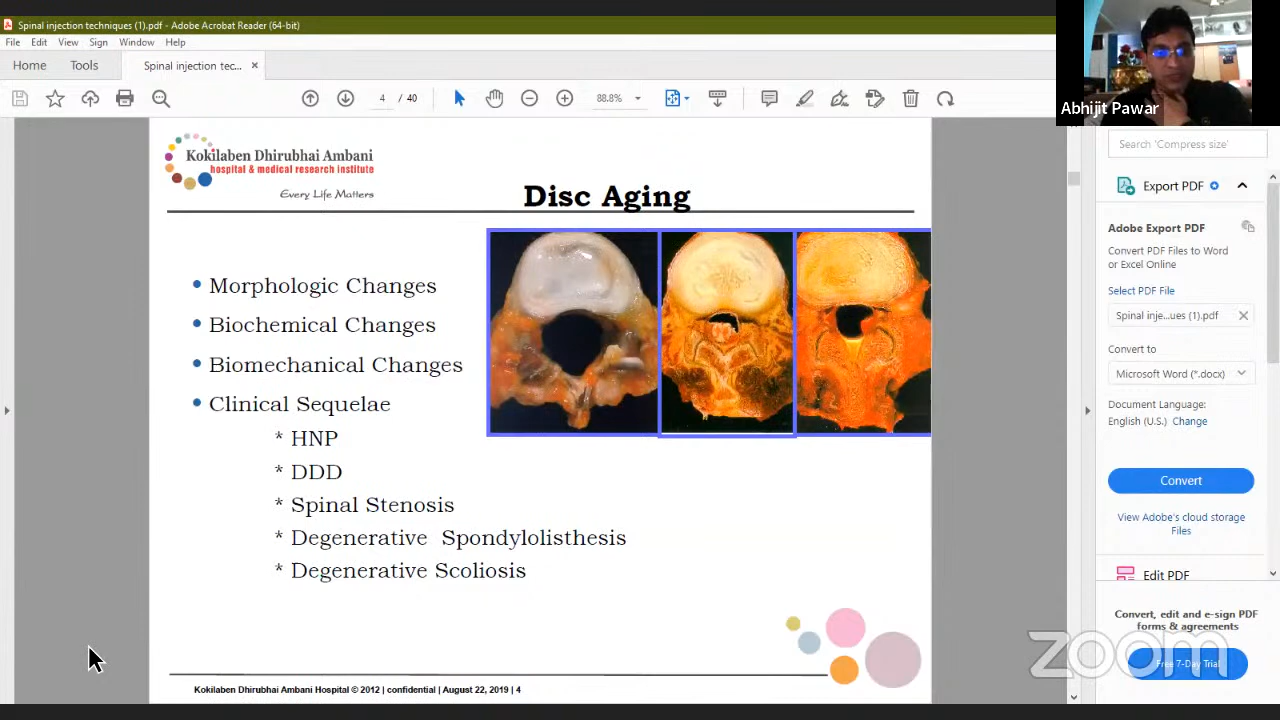 Spinal injection techniques (1).pdf - Adobe Acrobat Reader (64-bit)
File Edit View Sign Window Help
Home Tools Spinal injection tec... ×
4 / 40 88.8%
Abhijit Pawar
Kokilaben Dhirubhai Ambani
hospital & medical research institute
Every Life Matters
Disc Aging
• Morphologic Changes
• Biochemical Changes
• Biomechanical Changes
• Clinical Sequelae
* HNP
* DDD
* Spinal Stenosis
* Degenerative Spondylolisthesis
* Degenerative Scoliosis
Kokilaben Dhirubhai Ambani Hospital © 2012 | confidential | August 22, 2019 | 4
Search 'Compress size'
Export PDF
Adobe Export PDF
Convert PDF Files to Word
or Excel Online
Select PDF File
Spinal inje...ues (1).pdf
Convert to
Microsoft Word (*.docx)
Document Language:
English (U.S.) Change
Convert
View Adobe's cloud storage
Files
Edit PDF
Convert, edit and e-sign PDF
forms & agreements
Free 7-Day Trial
zoom